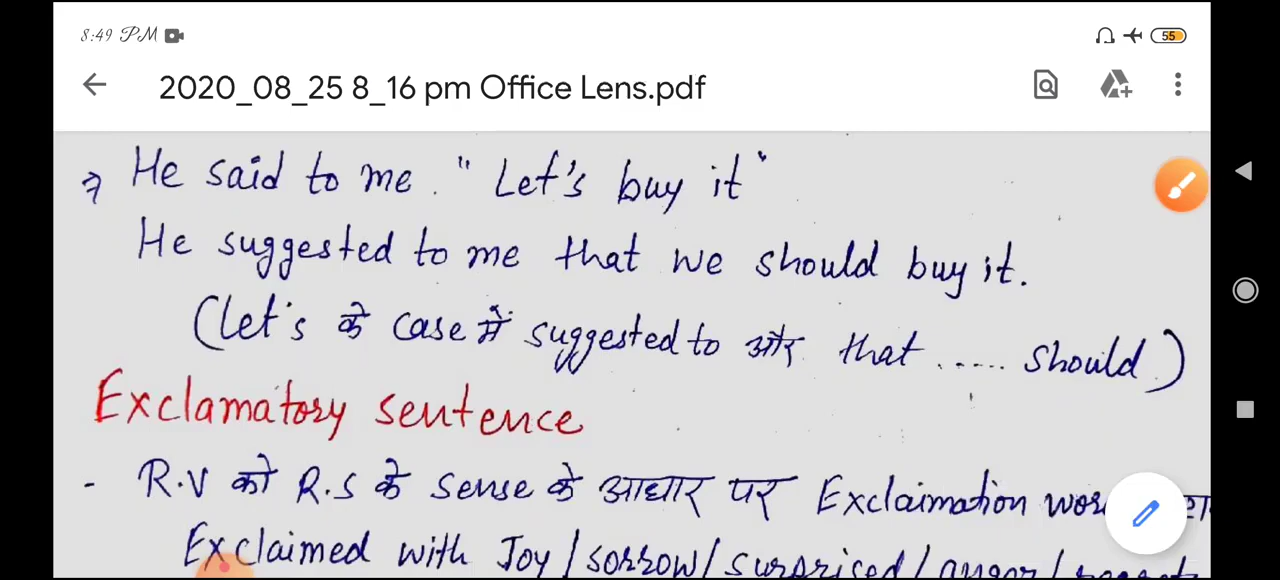 8:49 PM
55
2020_08_25 8_16 pm Office Lens.pdf
→ He said to me. "Let's buy it"
He suggested to me that we should buy it.
(Let's के case में suggested to और that ..... should)
Exclamatory sentence
- R.V को R.S के sense के आधार पर Exclaimation
Exclaimed with Joy/sorrow/surprised/anger/